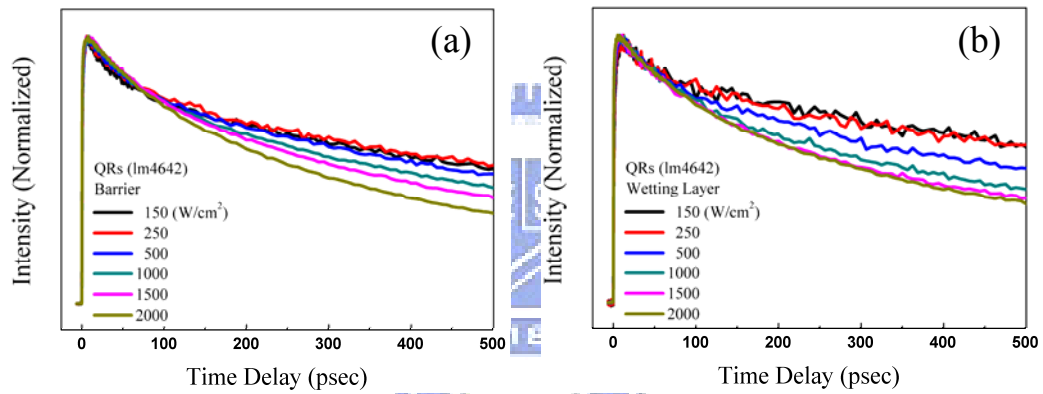 (a)
Intensity (Normalized)
QRs (lm4642)
Barrier
150 (W/cm²)
250
500
1000
1500
2000
0 100 200 300 400 500
Time Delay (psec)
(b)
Intensity (Normalized)
QRs (lm4642)
Wetting Layer
150 (W/cm²)
250
500
1000
1500
2000
0 100 200 300 400 500
Time Delay (psec)